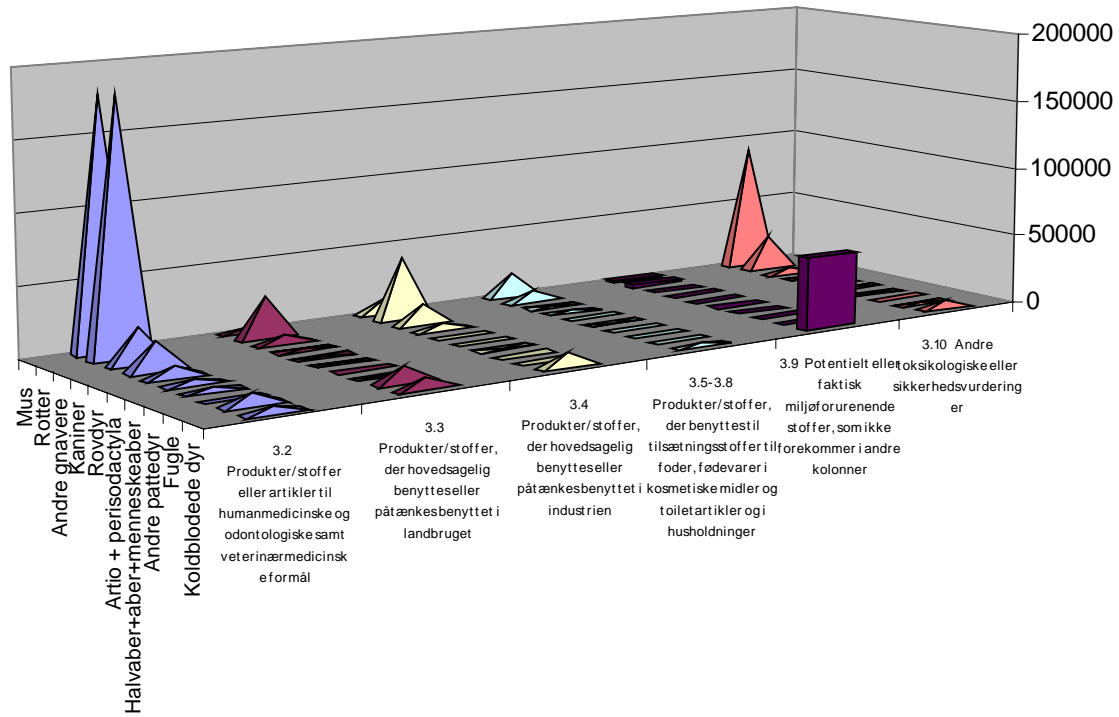 200000
150000
100000
50000
0
Mus
Rotter
Andre gnavere
Kaniner
Rovdyr
Artio + perisodactyla
Halvaber+aber+menneskeaber
Andre pattedyr
Fugle
Koldblodede dyr
3.2
Produkter/stoffer
eller artikler til
humanmedicinske og
odontologiske samt
veterinærmedicinsk
e formål
3.3
Produkter/stoffer,
der hovedsagelig
benyttes eller
påtænkes benyttet i
landbruget
3.4
Produkter/stoffer,
der hovedsagelig
benyttes eller
påtænkes benyttet i
industrien
3.5-3.8
Produkter/stoffer,
der benyttes til
tilsætningsstoffer til
foder, fødevarer i
kosmetiske midler og
toiletartikler og i
husholdninger
3.9 Potentielt eller
faktisk
miljøforurenende
stoffer, som ikke
forekommer i andre
kolonner
3.10 Andre
toksikologiske eller
sikkerhedsvurdering
er